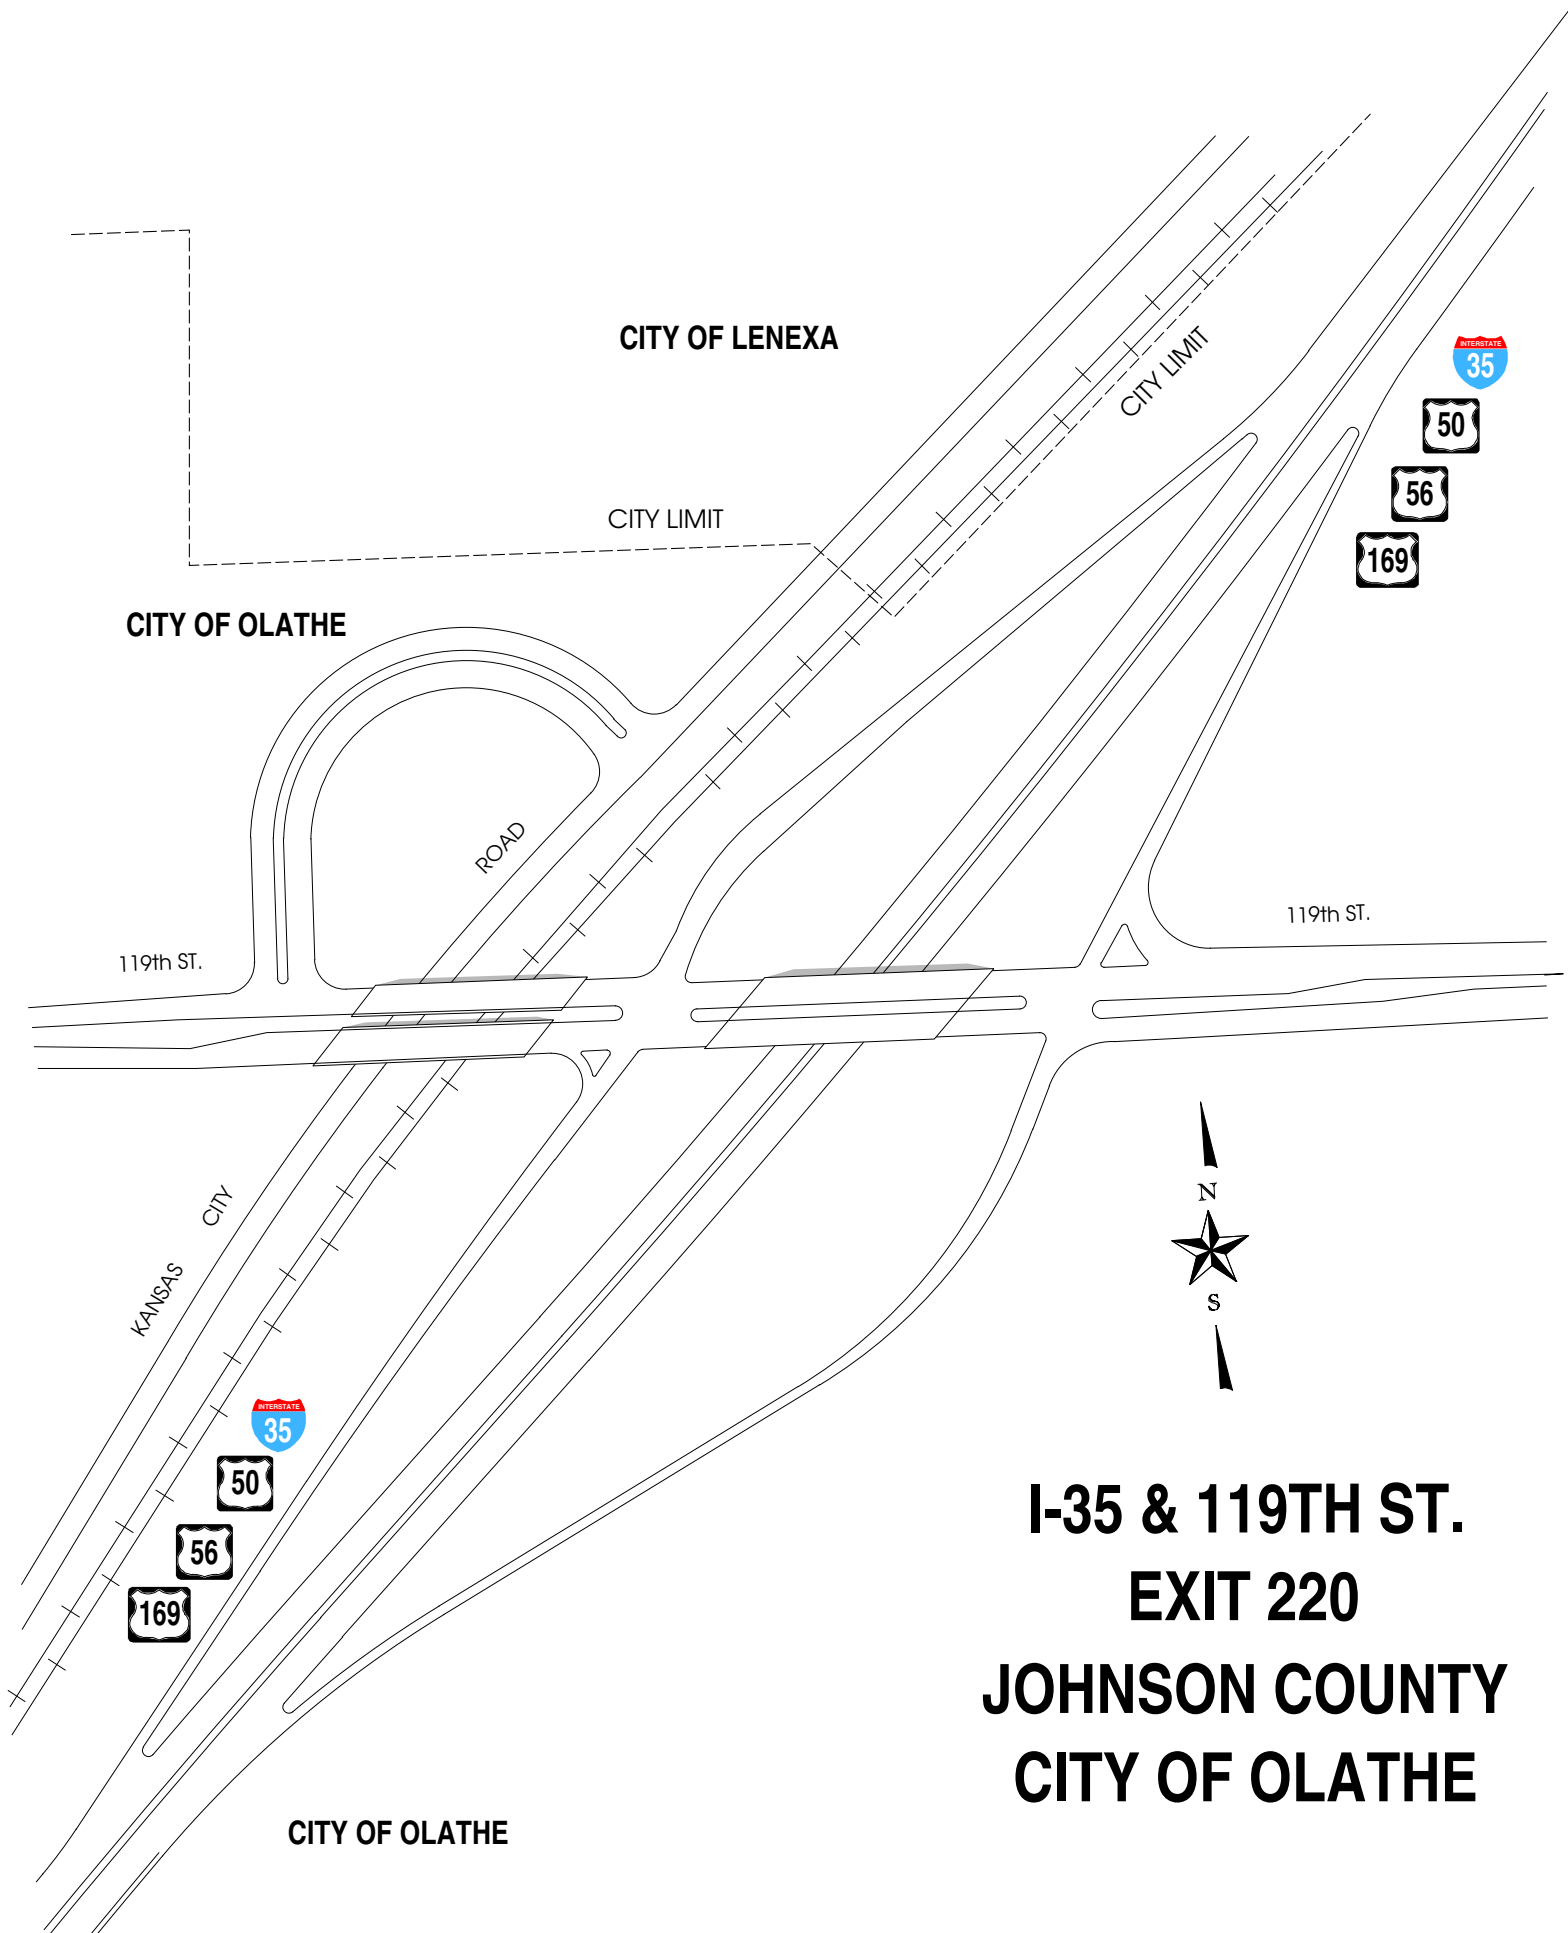 CITY OF LENEXA
CITY LIMIT
INTERSTATE
35
50
56
169
CITY LIMIT
CITY OF OLATHE
ROAD
119th ST.
119th ST.
N
S
CITY
KANSAS
INTERSTATE
35
50
56
169
I-35 & 119TH ST.
EXIT 220
JOHNSON COUNTY
CITY OF OLATHE
CITY OF OLATHE